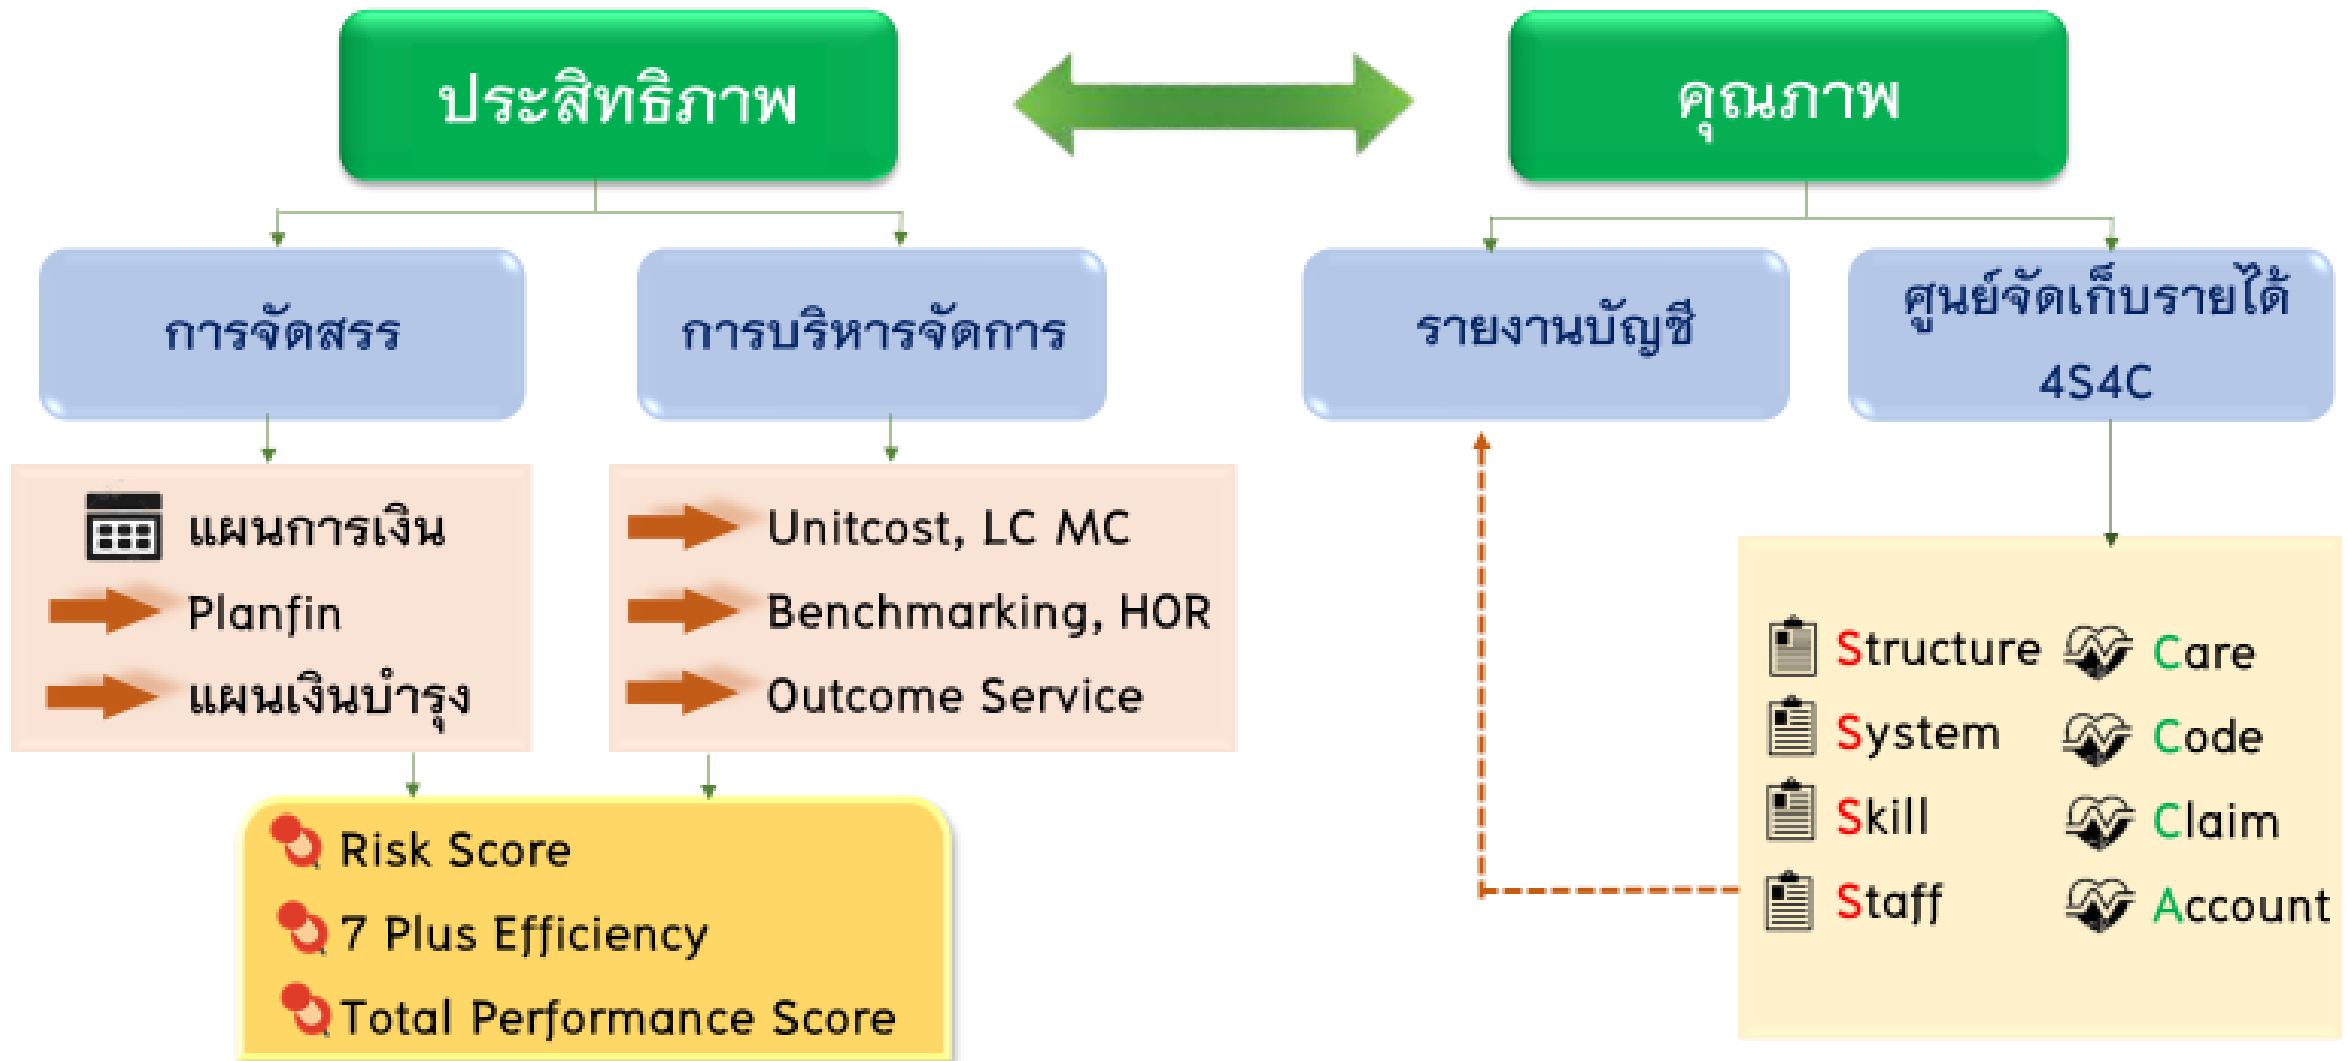 ประสิทธิภาพ
คุณภาพ
การจัดสรร
การบริหารจัดการ
รายงานบัญชี
ศูนย์จัดเก็บรายได้
4S4C
แผนการเงิน
Planfin
แผนเงินบำรุง
Unitcost, LC MC
Benchmarking, HOR
Outcome Service
Risk Score
7 Plus Efficiency
Total Performance Score
Structure
System
Skill
Staff
Care
Code
Claim
Account